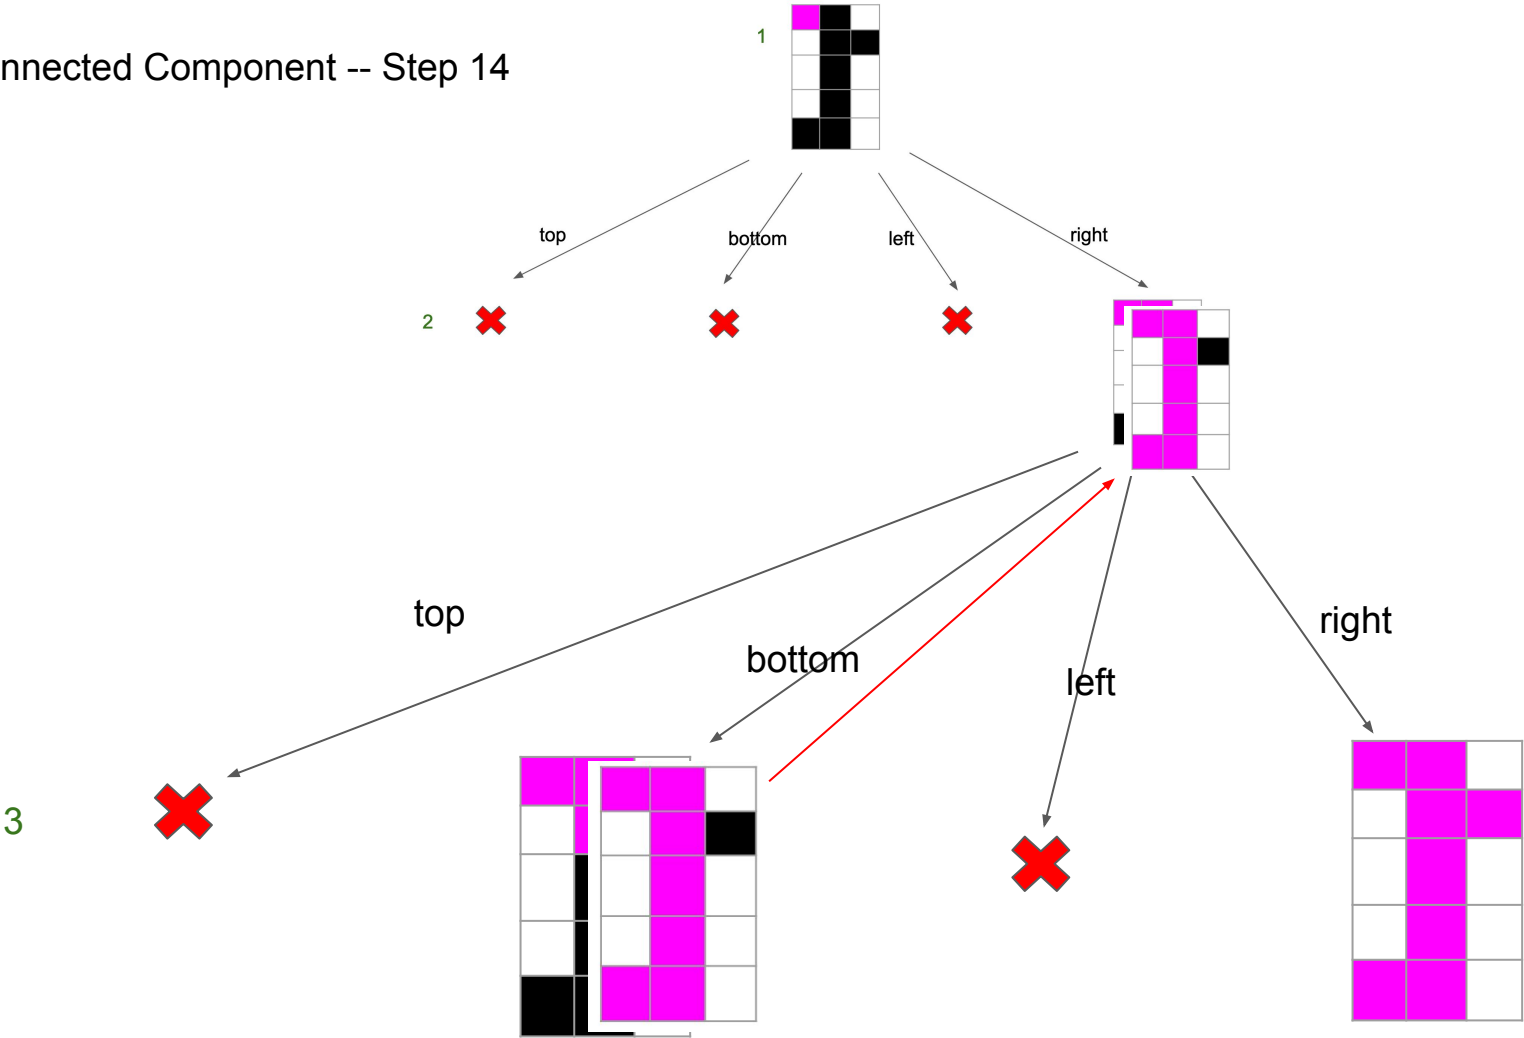 1
nnected Component -- Step 14
top
bottom
left
right
2
top
bottom
left
right
3